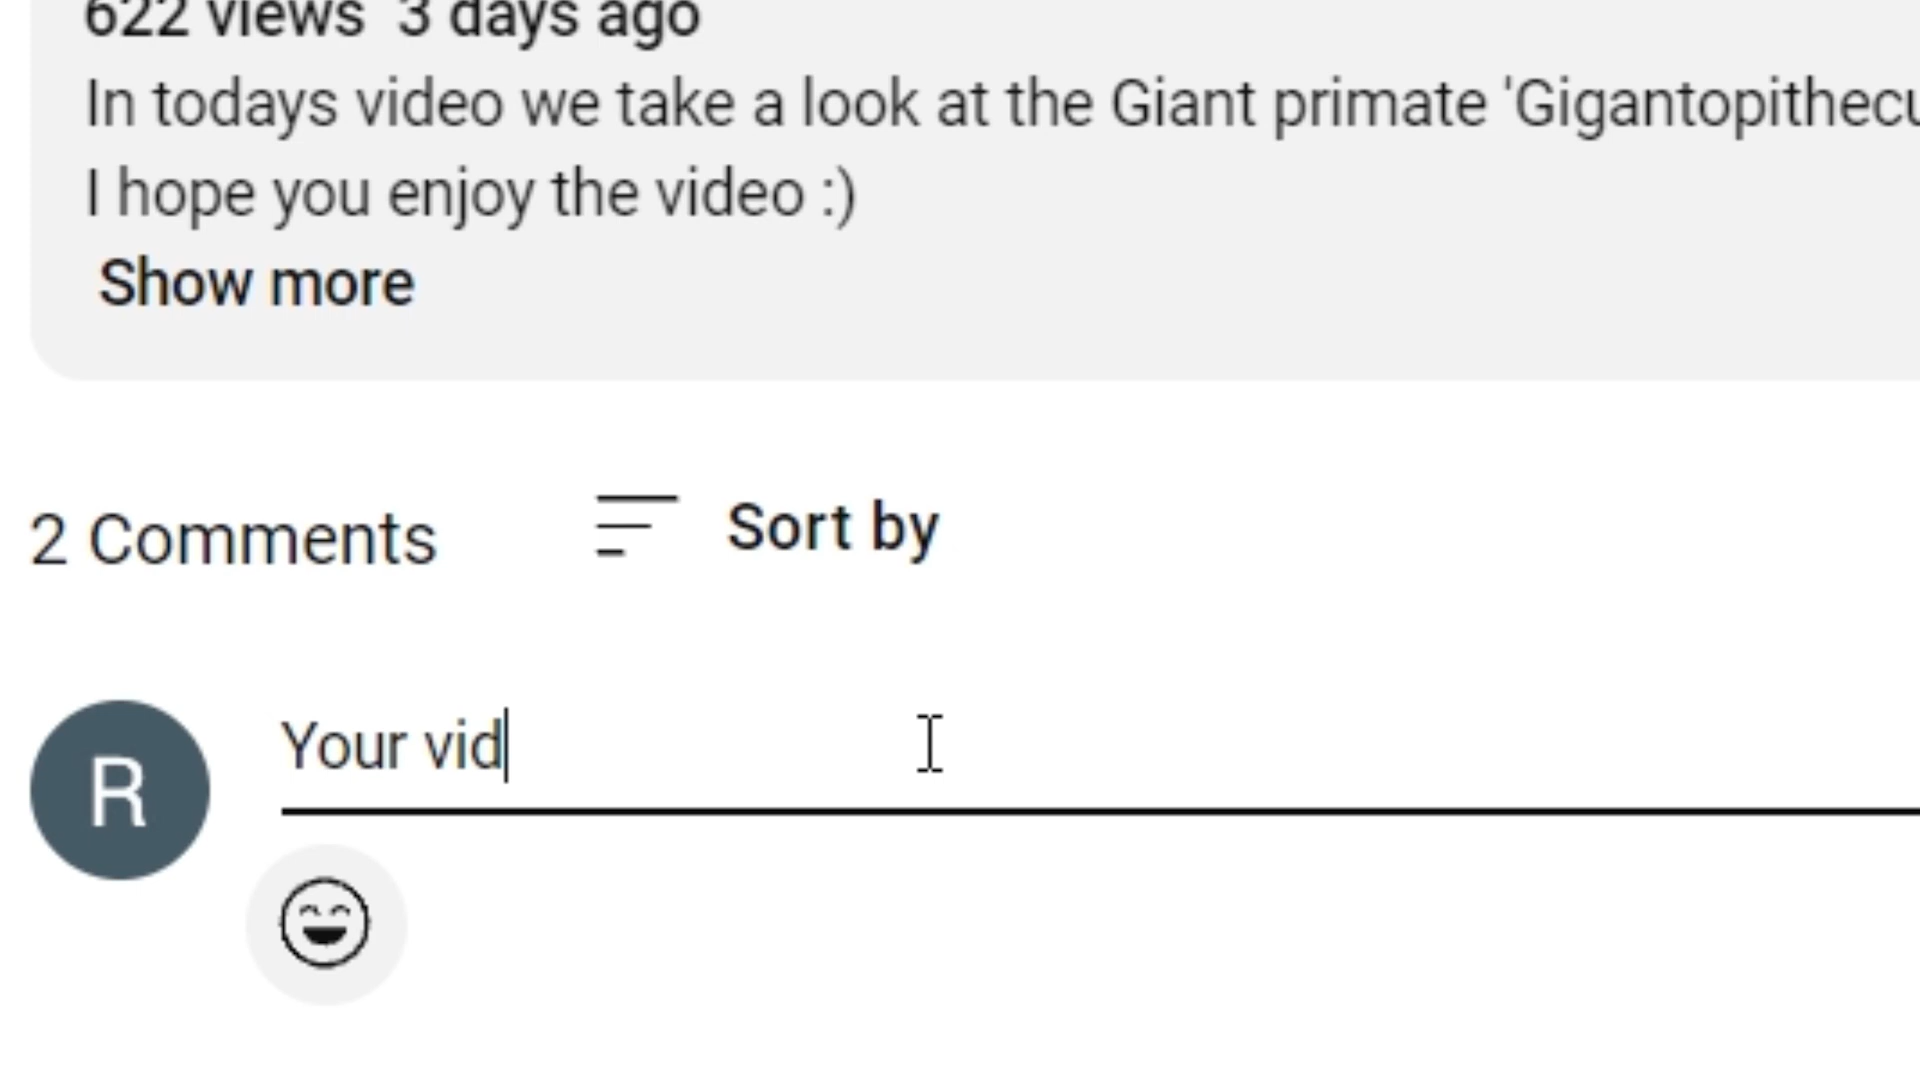 622 views 3 days ago
In todays video we take a look at the Giant primate 'Gigantopithecu
I hope you enjoy the video :)
Show more
2 Comments
Sort by
R
Your vid